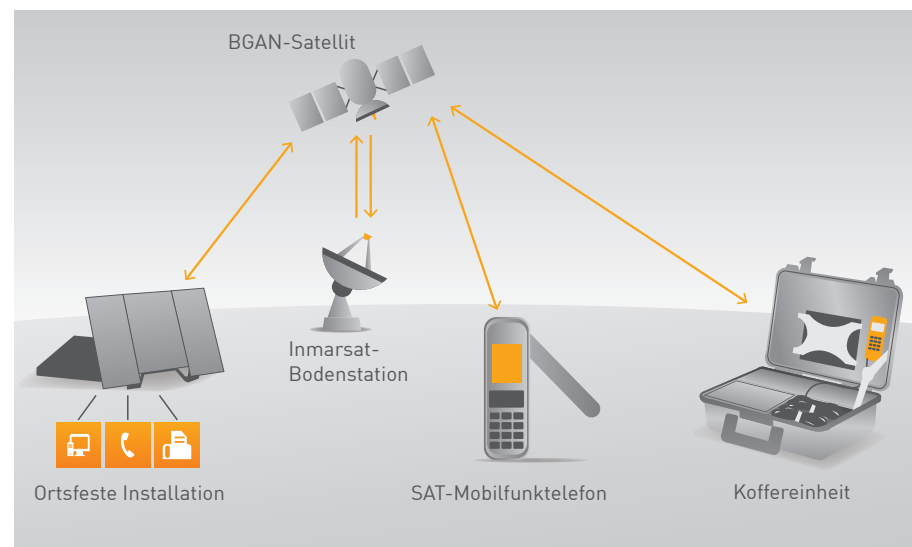 BGAN-Satellit
Inmarsat-
Bodenstation
Ortsfeste Installation
SAT-Mobilfunktelefon
Koffereinheit